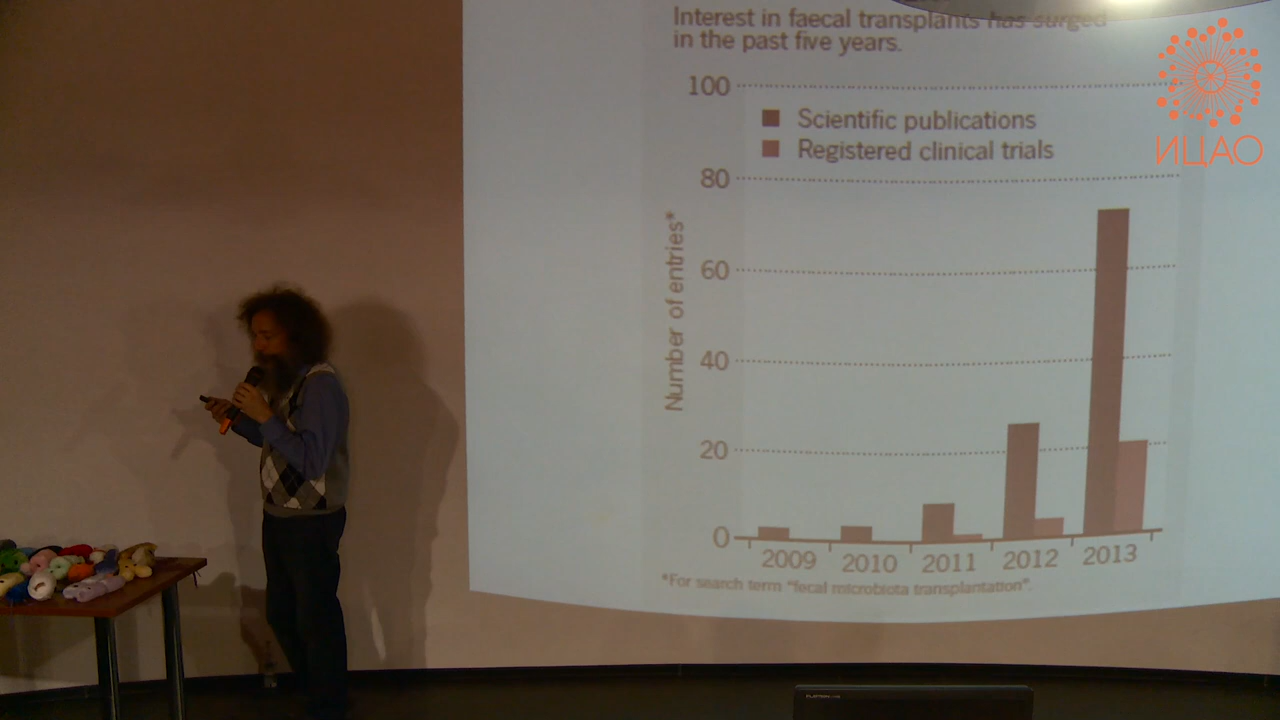 Interest in faecal transplants has surged
in the past five years.
100
Scientific publications
Registered clinical trials
80
60
40
20
0
Number of entries*
2009 2010 2011 2012 2013
*For search term "fecal microbiota transplantation".
ИЦАО